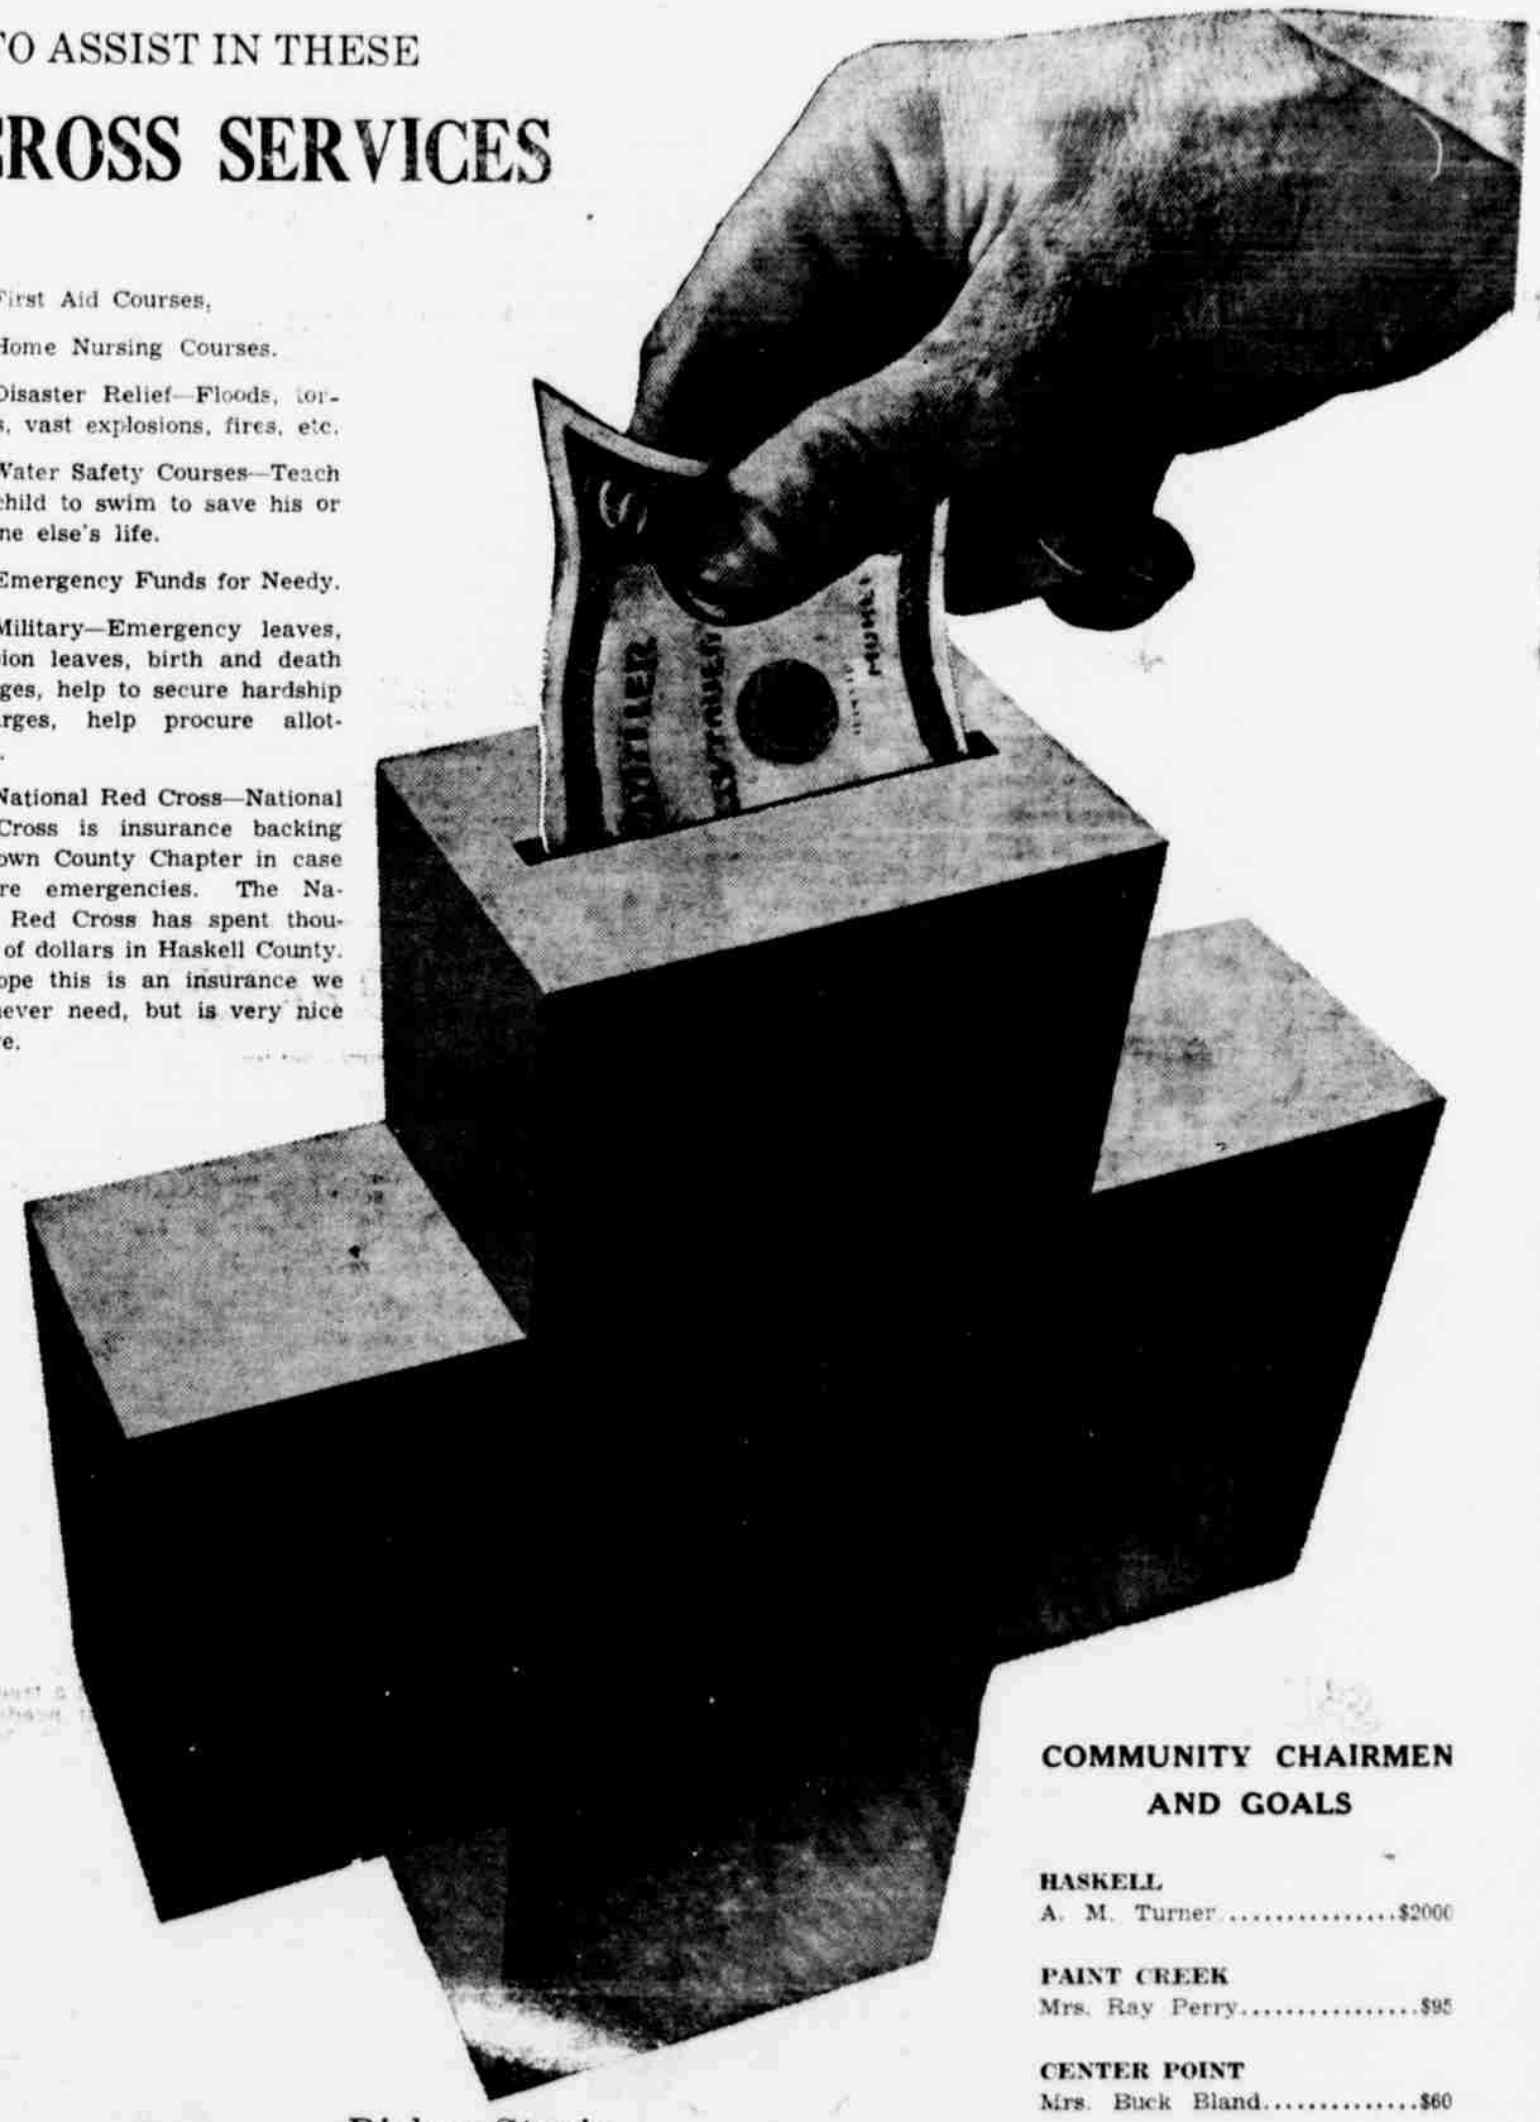 TO ASSIST IN THESE
CROSS SERVICES
First Aid Courses,
Home Nursing Courses.
Disaster Relief—Floods, tor-
s, vast explosions, fires, etc.
Water Safety Courses—Teach
child to swim to save his or
ne else's life.
Emergency Funds for Needy.
Military—Emergency leaves,
ion leaves, birth and death
ges, help to secure hardship
rges, help procure allot-
.
National Red Cross—National
Cross is insurance backing
own County Chapter in case
re emergencies. The Na-
Red Cross has spent thou-
of dollars in Haskell County.
ope this is an insurance we
never need, but is very nice
e.
COMMUNITY CHAIRMEN
AND GOALS
HASKELL
A. M. Turner...............$2000
PAINT CREEK
Mrs. Ray Perry................$95
CENTER POINT
Mrs. Buck Bland..............$60